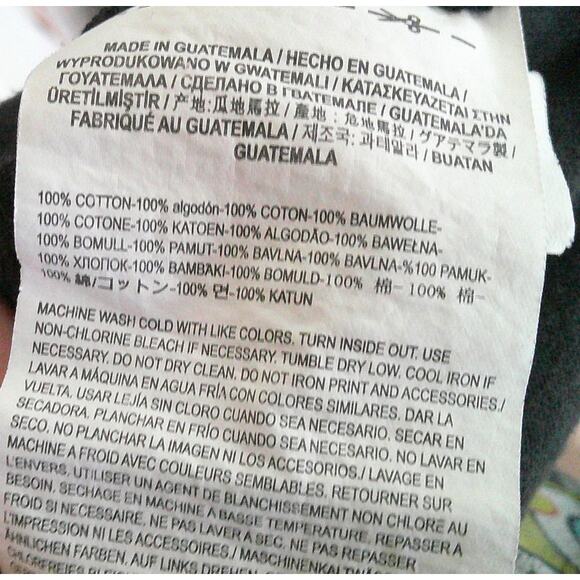 MADE IN GUATEMALA / HECHO EN GUATEMALA /
WYPRODUKOWANO W GWATEMALI / ΚΑΤΑΣΚΕΥΑΖΕΤΑΙ ΣΤΗΝ
ΓΟΥΑΤΕΜΑΛΑ / СДЕЛАНО В ГВАТЕМАЛЕ / GUATEMALA'DA
ÜRETİLMİŞTİR / 产地: 瓜地馬拉 / 產地: 危地馬拉 / グアテマラ製 /
FABRIQUÉ AU GUATEMALA / 제조국: 과테말라 / BUATAN
GUATEMALA
100% COTTON-100% algodón-100% COTON-100% BAUMWOLLE-
100% COTONE-100% KATOEN-100% ALGODÃO-100% BAWEŁNA-
100% BOMULL-100% PAMUT-100% BAVLNA-100% BAVLNA-%100 PAMUK-
100% ХЛОПОК-100% BAMBAKI-100% BOMULD-100% 棉-100% 棉-
100% 綿/コットン-100% 면-100% KATUN
MACHINE WASH COLD WITH LIKE COLORS. TURN INSIDE OUT. USE
NON-CHLORINE BLEACH IF NECESSARY. TUMBLE DRY LOW. COOL IRON IF
NECESSARY. DO NOT DRY CLEAN. DO NOT IRON PRINT AND ACCESSORIES./
LAVAR A MÁQUINA EN AGUA FRÍA CON COLORES SIMILARES. DAR LA
VUELTA. USAR LEJÍA SIN CLORO CUANDO SEA NECESARIO. SECAR EN
SECADORA. PLANCHAR EN FRÍO CUANDO SEA NECESARIO. NO LAVAR EN
SECO. NO PLANCHAR LA IMAGEN NI LOS ACCESORIOS./ LAVAGE EN
MACHINE A FROID AVEC COULEURS SEMBLABLES. RETOURNER SUR
L'ENVERS. UTILISER UN AGENT DE BLANCHISSEMENT NON CHLORE AU
BESOIN. SECHAGE EN MACHINE A BASSE TEMPERATURE. REPASSER A
FROID SI NECESSAIRE. NE PAS LAVER A SEC. NE PAS REPASSER
L'IMPRESSION NI LES ACCESSOIRES./ MASCHINENKALT
ÄHNLICHEN FARBEN. AUF LINKS DREHEN.
CHLORFREIES